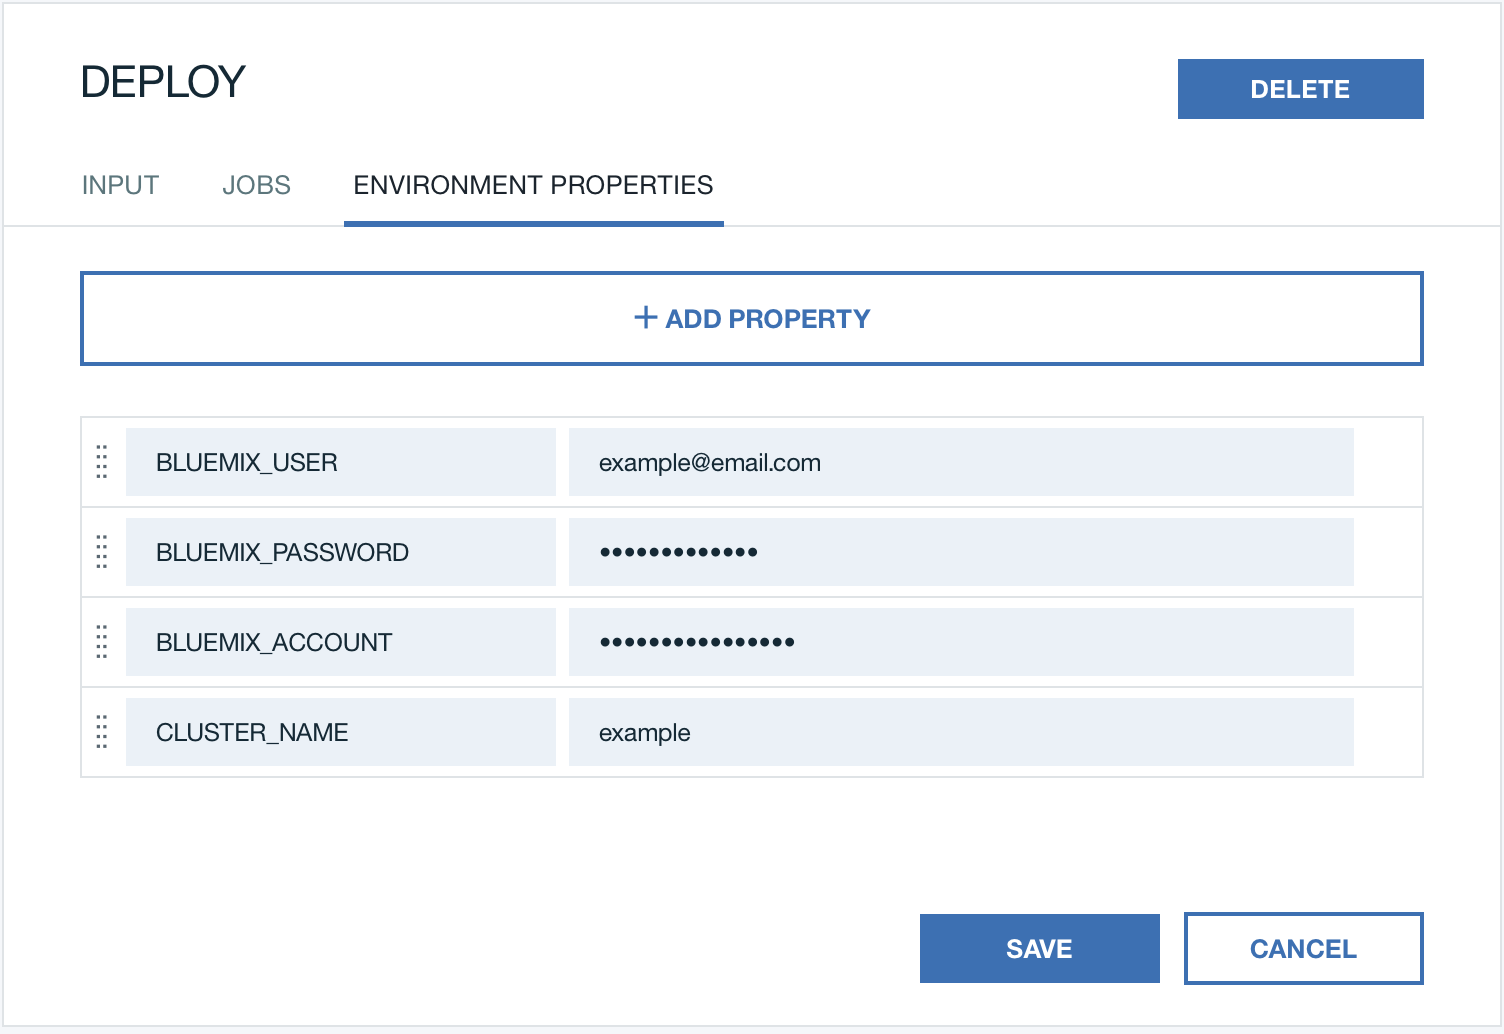 DEPLOY
DELETE
INPUT JOBS ENVIRONMENT PROPERTIES
+ ADD PROPERTY
BLUEMIX_USER example@email.com
BLUEMIX_PASSWORD •••••••••••••
BLUEMIX_ACCOUNT ••••••••••••••••
CLUSTER_NAME example
SAVE CANCEL